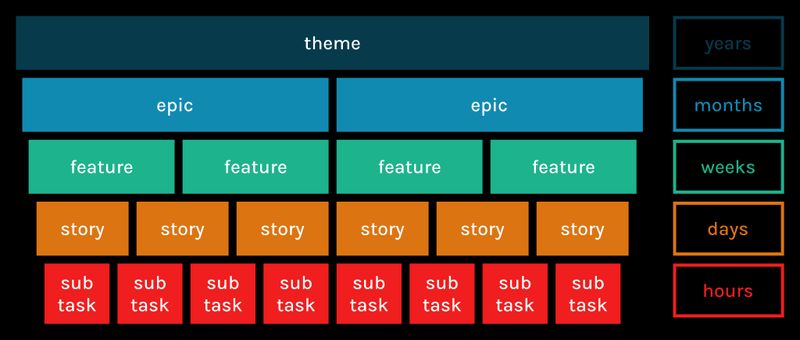 theme years
epic epic months
feature feature feature feature weeks
story story story story story story days
sub sub sub sub sub sub sub sub
task task task task task task task task
hours